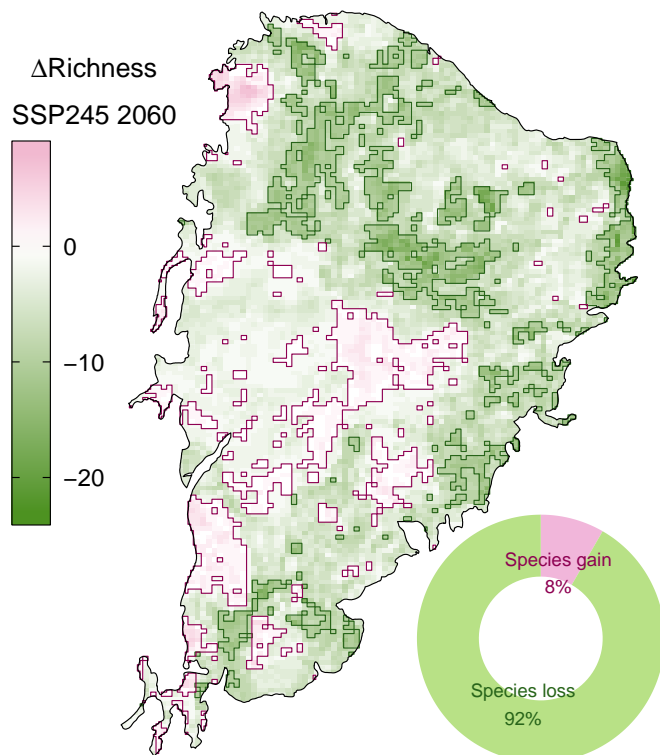 ΔRichness
SSP245 2060
0
−10
−20
Species gain
8%
Species loss
92%